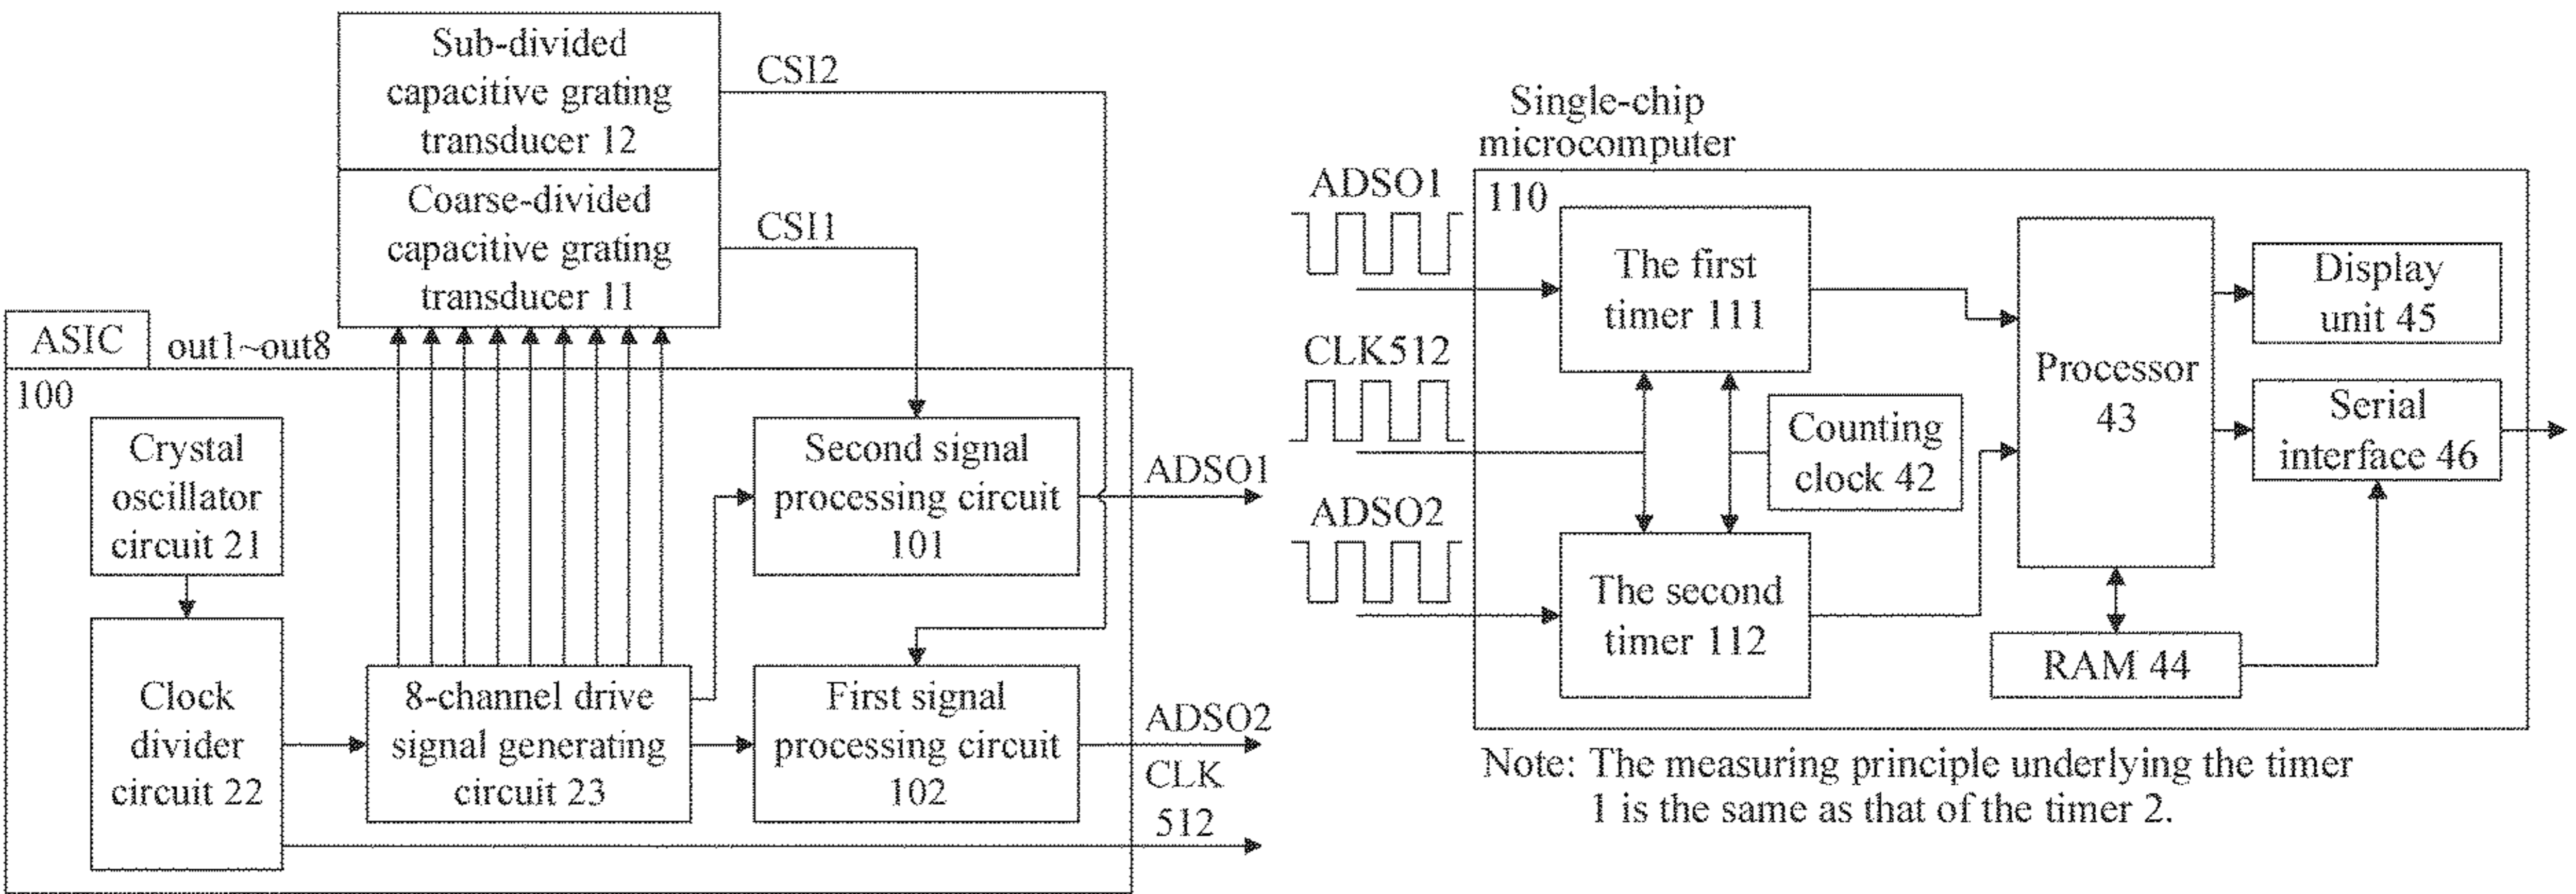 Sub-divided
capacitive grating
transducer 12
CSI2
Coarse-divided
capacitive grating
transducer 11
CSI1
ASIC
out1~out8
100
Crystal
oscillator
circuit 21
Second signal
processing circuit
101
ADSO1
Clock
divider
circuit 22
8-channel drive
signal generating
circuit 23
First signal
processing circuit
102
ADSO2
CLK
512
Single-chip
microcomputer
110
ADSO1
CLK512
ADSO2
The first
timer 111
Counting
clock 42
The second
timer 112
Processor
43
RAM 44
Display
unit 45
Serial
interface 46
Note: The measuring principle underlying the timer
1 is the same as that of the timer 2.